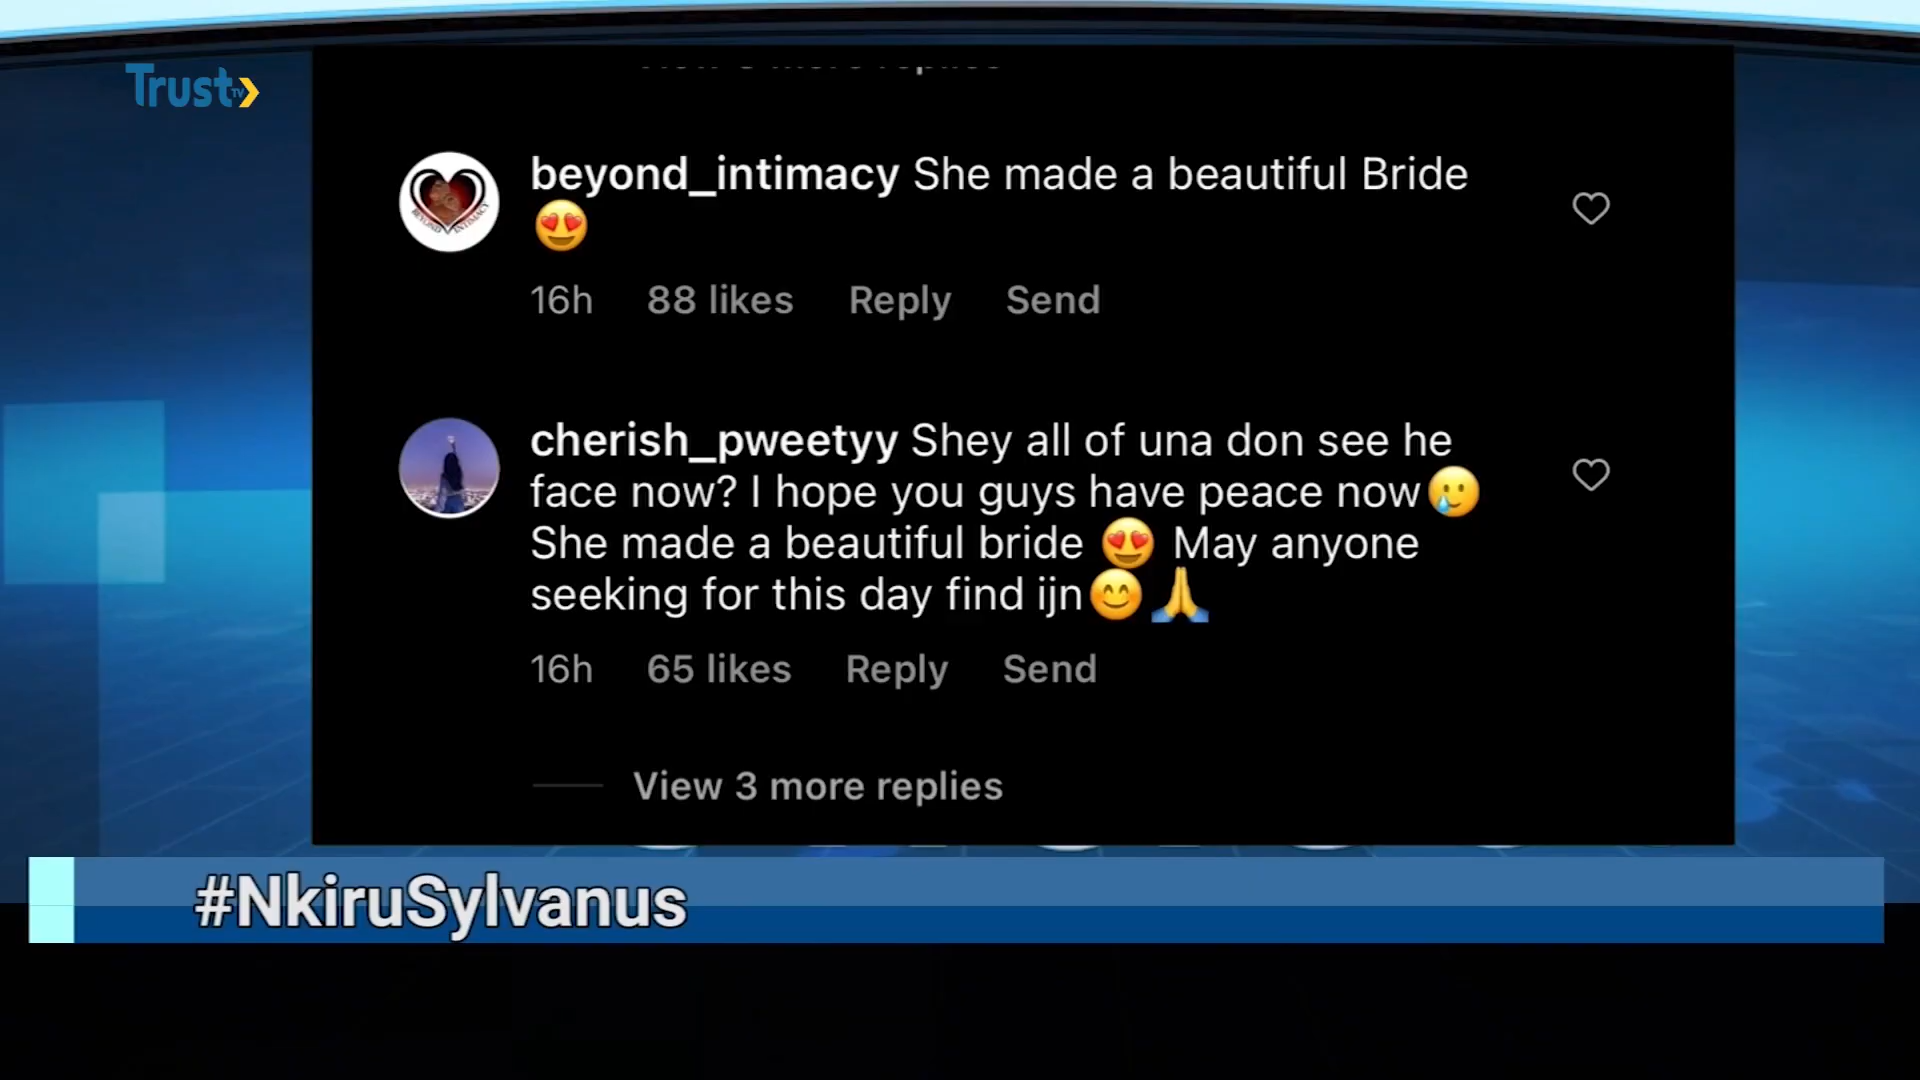 Trust TV
beyond_intimacy She made a beautiful Bride
😍
16h 88 likes Reply Send
cherish_pweetyy Shey all of una don see he
face now? I hope you guys have peace now🥲
She made a beautiful bride 😍 May anyone
seeking for this day find ijn😊🙏
16h 65 likes Reply Send
View 3 more replies
#NkiruSylvanus